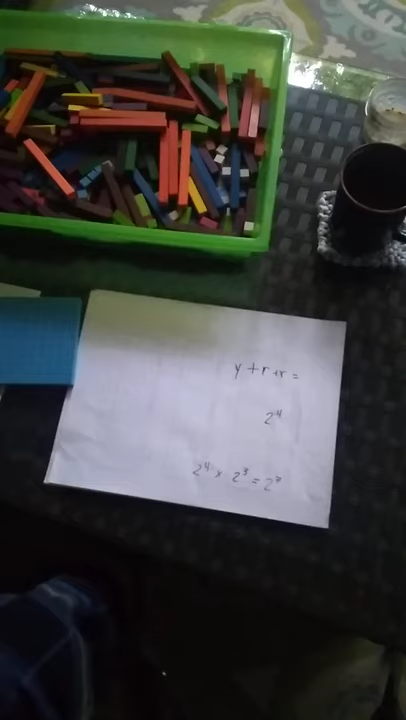 y + r + r =
2⁴
2⁴ × 2³ = 2⁷